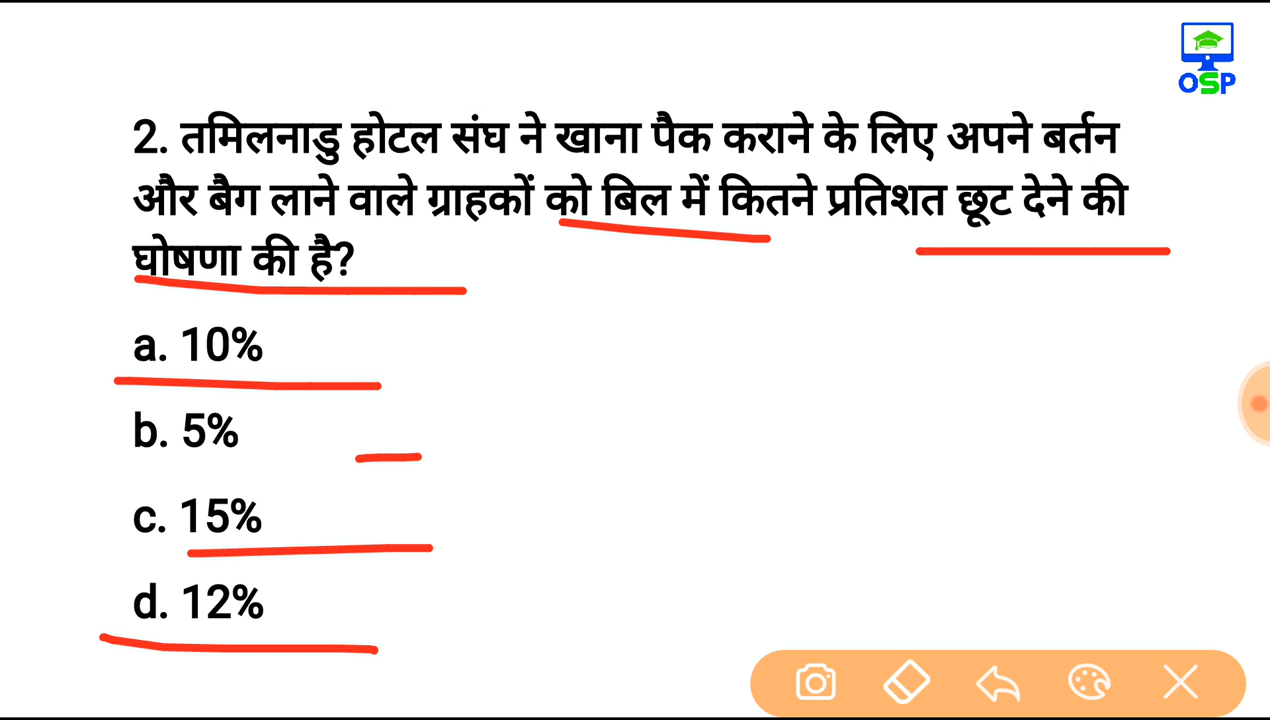 OSP
2. तमिलनाडु होटल संघ ने खाना पैक कराने के लिए अपने बर्तन
और बैग लाने वाले ग्राहकों को बिल में कितने प्रतिशत छूट देने की
घोषणा की है?
a. 10%
b. 5%
c. 15%
d. 12%